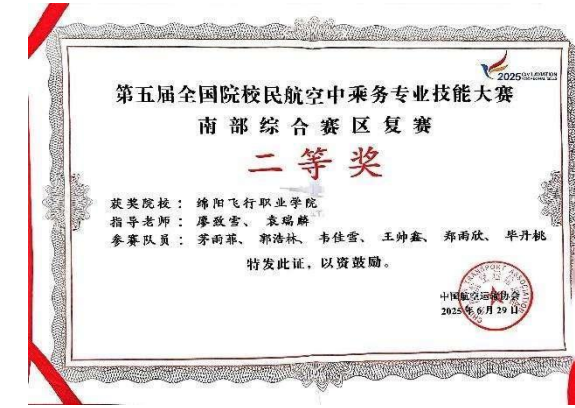 2025
第五届全国院校民航空中乘务专业技能大赛
南部综合赛区复赛
二等奖
获奖院校：绵阳飞行职业学院
指导老师：廖致雪、袁瑞麟
参赛队员：茅雨菲、郭浩林、韦佳雪、王帅鑫、郑雨欣、毕丹桃
特发此证，以资鼓励。
中国航空运输协会
2025年6月29日